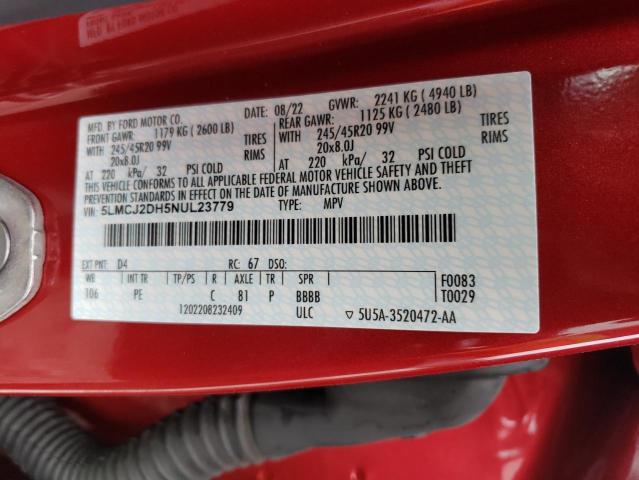 MFD. BY FORD MOTOR CO.
DATE: 08/22 GVWR: 2241 KG ( 4940 LB)
FRONT GAWR: 1179 KG ( 2600 LB) REAR GAWR: 1125 KG ( 2480 LB)
WITH 245/45R20 99V TIRES WITH 245/45R20 99V TIRES
20x8.0J RIMS 20x8.0J RIMS
AT 220 kPa/ 32 PSI COLD AT 220 kPa/ 32 PSI COLD
THIS VEHICLE CONFORMS TO ALL APPLICABLE FEDERAL MOTOR VEHICLE SAFETY AND THEFT
PREVENTION STANDARDS IN EFFECT ON THE DATE OF MANUFACTURE SHOWN ABOVE.
VIN: 5LMCJ2DH5NUL23779 TYPE: MPV
EXT PNT: D4 RC: 67 DSO:
WB INT TR TP/PS R AXLE TR SPR
106 PE C 81 P BBBB
F0083
T0029
1202208232409 ULC ▽ 5U5A-3520472-AA